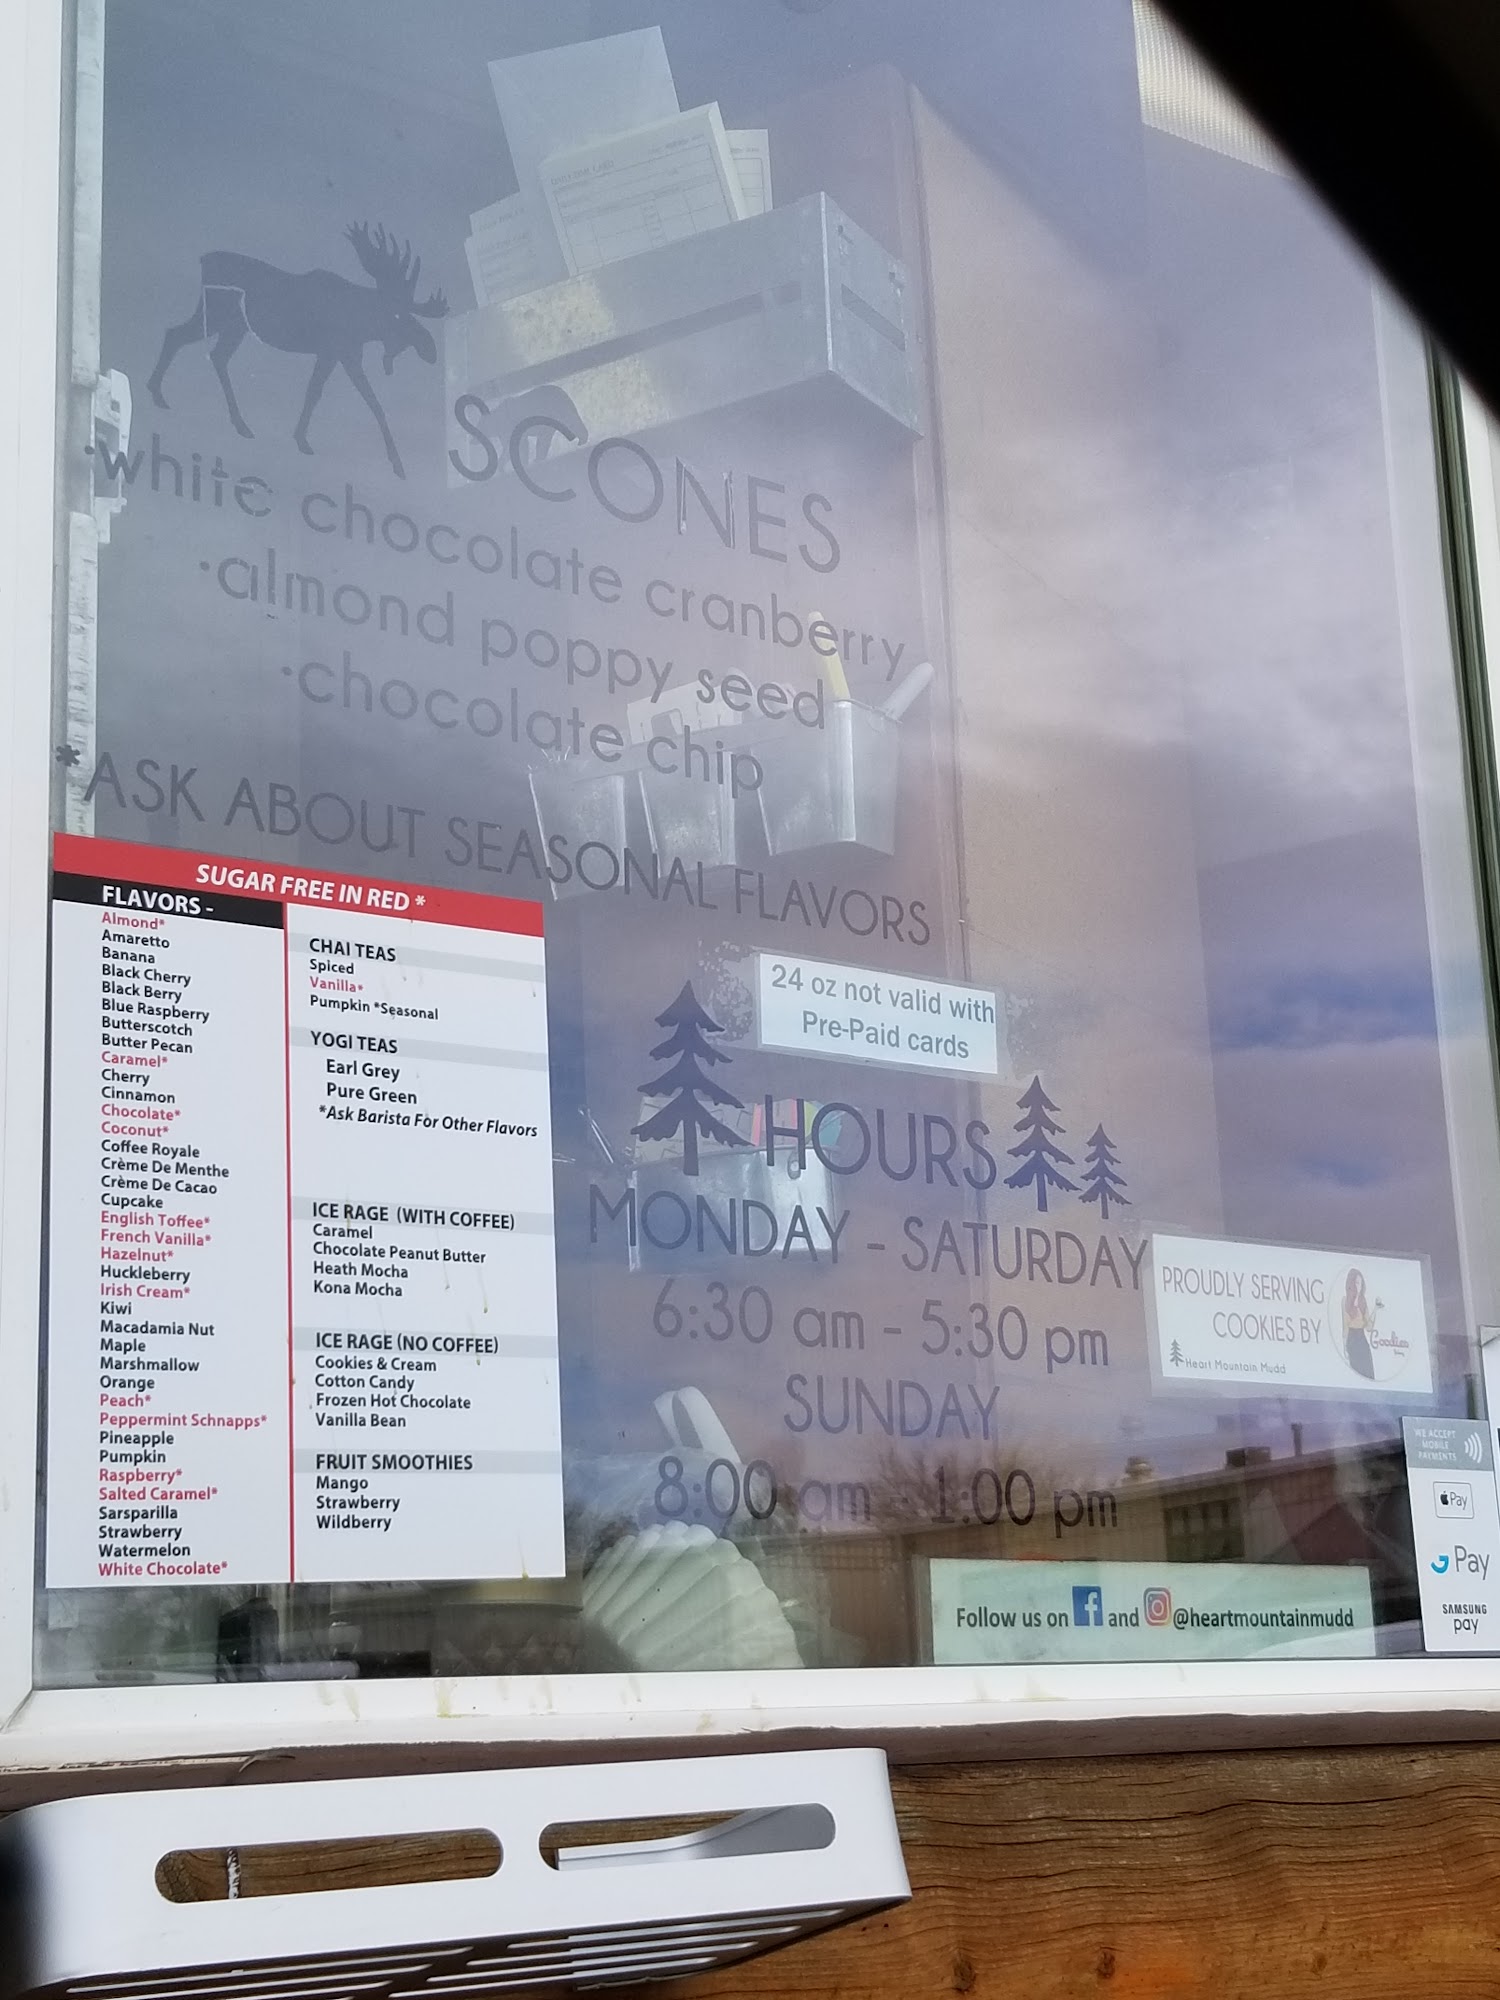 SCONES
·white chocolate cranberry
·almond poppy seed
·chocolate chip
*ASK ABOUT SEASONAL FLAVORS
SUGAR FREE IN RED *
FLAVORS -
Almond*
Amaretto
Banana
Black Cherry
Black Berry
Blue Raspberry
Butterscotch
Butter Pecan
Caramel*
Cherry
Cinnamon
Chocolate*
Coconut*
Coffee Royale
Crème De Menthe
Crème De Cacao
Cupcake
English Toffee*
French Vanilla*
Hazelnut*
Huckleberry
Irish Cream*
Kiwi
Macadamia Nut
Maple
Marshmallow
Orange
Peach*
Peppermint Schnapps*
Pineapple
Pumpkin
Raspberry*
Salted Caramel*
Sarsparilla
Strawberry
Watermelon
White Chocolate*
CHAI TEAS
Spiced
Vanilla*
Pumpkin *Seasonal
YOGI TEAS
Earl Grey
Pure Green
*Ask Barista For Other Flavors
ICE RAGE (WITH COFFEE)
Caramel
Chocolate Peanut Butter
Heath Mocha
Kona Mocha
ICE RAGE (NO COFFEE)
Cookies & Cream
Cotton Candy
Frozen Hot Chocolate
Vanilla Bean
FRUIT SMOOTHIES
Mango
Strawberry
Wildberry
24 oz not valid with
Pre-Paid cards
HOURS
MONDAY - SATURDAY
6:30 am - 5:30 pm
SUNDAY
8:00 am - 1:00 pm
PROUDLY SERVING
COOKIES BY
Heart Mountain Mudd
Goodies
WE ACCEPT
MOBILE
PAYMENTS
Pay
G Pay
SAMSUNG
pay
Follow us on and @heartmountainmudd